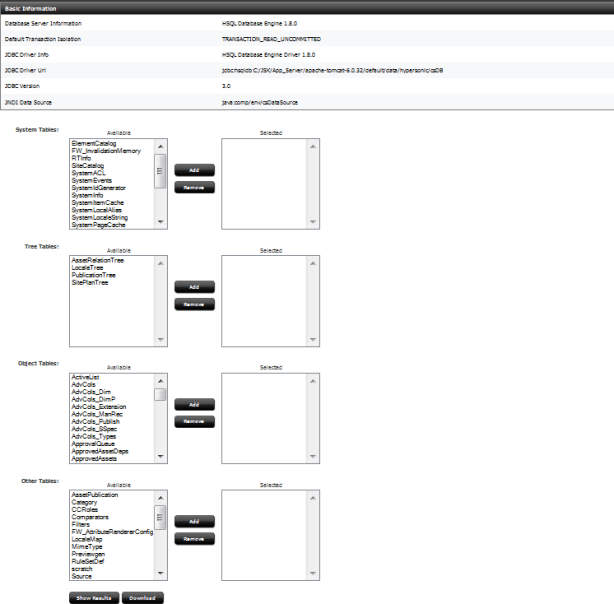 Basic Information
Database Server Information HSQL Database Engine 1.8.0
Default Transaction Isolation TRANSACTION_READ_UNCOMMITTED
JDBC Driver Info HSQL Database Engine Driver 1.8.0
JDBC Driver Url jdbc:hsqldb:C:/JSK/App_Server/apache-tomcat-6.0.32/default/data/hypersonic/csDB
JDBC Version 3.0
JNDI Data Source java:comp/env/csDataSource
System Tables: Available Selected
ElementCatalog
FW_InvalidationMemory
RTInfo
SiteCatalog
SystemACL
SystemEvents
SystemIdGenerator
SystemInfo
SystemItemCache
SystemLocalAlias
SystemLocaleString
SystemPageCache
Add
Remove
Tree Tables: Available Selected
AssetRelationTree
LocaleTree
PublicationTree
SitePlanTree
Add
Remove
Object Tables: Available Selected
ActiveList
AdvCols
AdvCols_Dim
AdvCols_DimP
AdvCols_Extension
AdvCols_ManRec
AdvCols_Publish
AdvCols_SSpec
AdvCols_Types
ApprovalQueue
ApprovedAssetDeps
ApprovedAssets
Add
Remove
Other Tables: Available Selected
AssetPublication
Category
CCRoles
Comparators
Filters
FW_AttributeRendererConfig
LocaleMap
MimeType
Previewgen
RuleSetDef
scratch
Source
Add
Remove
Show Results Download